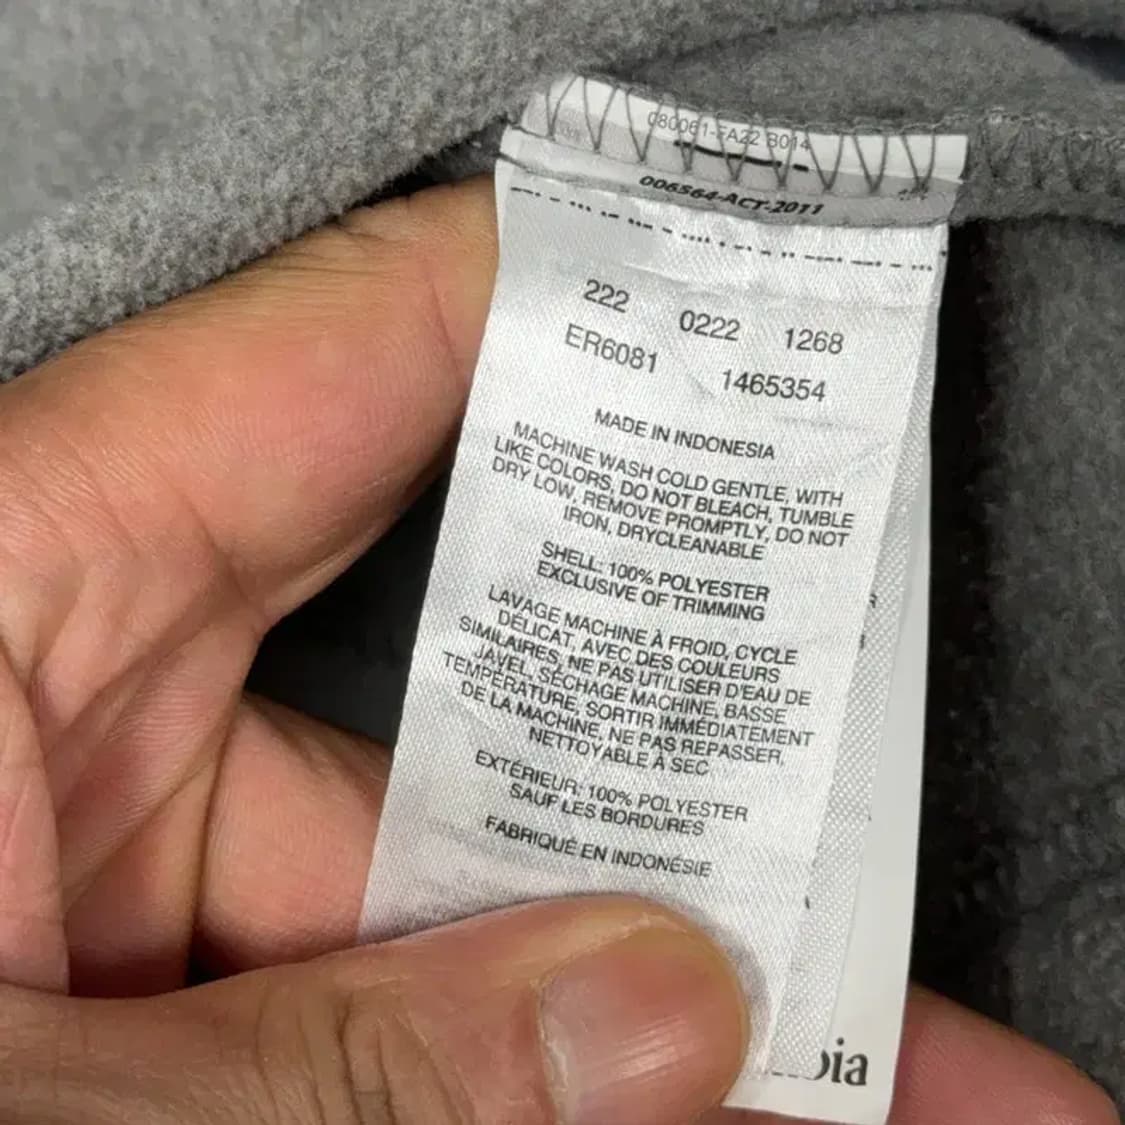 080061-FA22 B014
006564-ACT-2011
222 0222 1268
ER6081 1465354
MADE IN INDONESIA
MACHINE WASH COLD GENTLE, WITH
LIKE COLORS, DO NOT BLEACH, TUMBLE
DRY LOW, REMOVE PROMPTLY, DO NOT
IRON, DRYCLEANABLE
SHELL: 100% POLYESTER
EXCLUSIVE OF TRIMMING
LAVAGE MACHINE À FROID, CYCLE
DÉLICAT, AVEC DES COULEURS
SIMILAIRES, NE PAS UTILISER D'EAU DE
JAVEL, SÉCHAGE MACHINE, BASSE
TEMPÉRATURE, SORTIR IMMÉDIATEMENT
DE LA MACHINE, NE PAS REPASSER,
NETTOYABLE À SEC
EXTÉRIEUR: 100% POLYESTER
SAUF LES BORDURES
FABRIQUÉ EN INDONÉSIE
bia